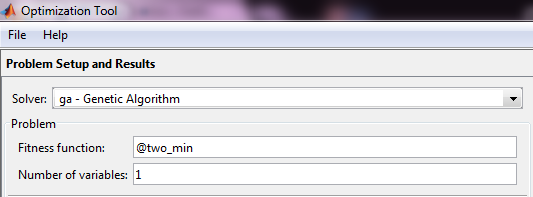 Optimization Tool
File Help
Problem Setup and Results
Solver: ga - Genetic Algorithm
Problem
Fitness function: @two_min
Number of variables: 1